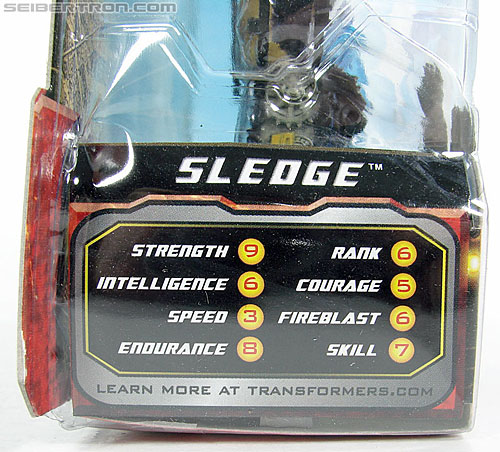 SEIBERTRON.COM
SLEDGE™
STRENGTH 9 RANK 6
INTELLIGENCE 6 COURAGE 5
SPEED 3 FIREBLAST 6
ENDURANCE 8 SKILL 7
LEARN MORE AT TRANSFORMERS.COM